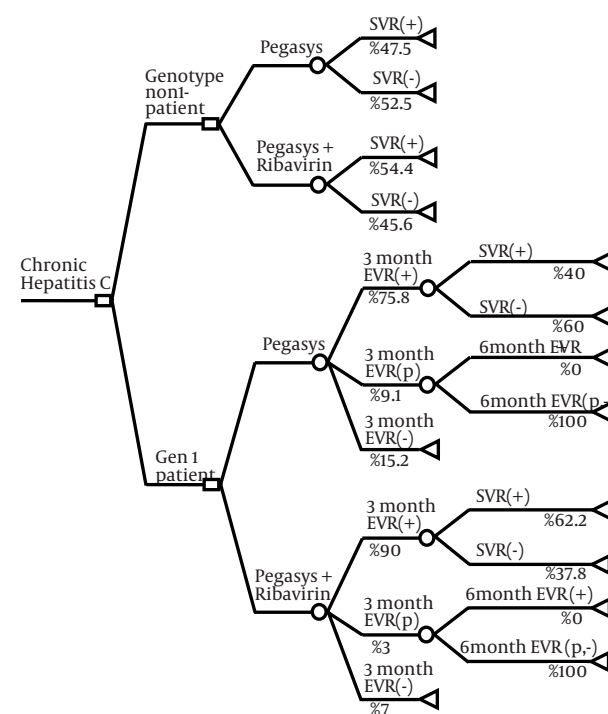 SVR(+)
Pegasys
%47.5
SVR(-)
%52.5
Genotype
non1-
patient
SVR(+)
Pegasys +
Ribavirin
%54.4
SVR(-)
%45.6
Chronic
Hepatitis C
3 month
EVR(+)
%75.8
SVR(+)
%40
SVR(-)
%60
Pegasys
3 month
EVR(p)
%9.1
6month EVR
%0
6month EVR(p,-
%100
3 month
EVR(-)
%15.2
Gen 1
patient
3 month
EVR(+)
%90
SVR(+)
%62.2
SVR(-)
%37.8
Pegasys +
Ribavirin
3 month
EVR(p)
%3
6month EVR(+)
%0
6month EVR(p,-)
%100
3 month
EVR(-)
%7